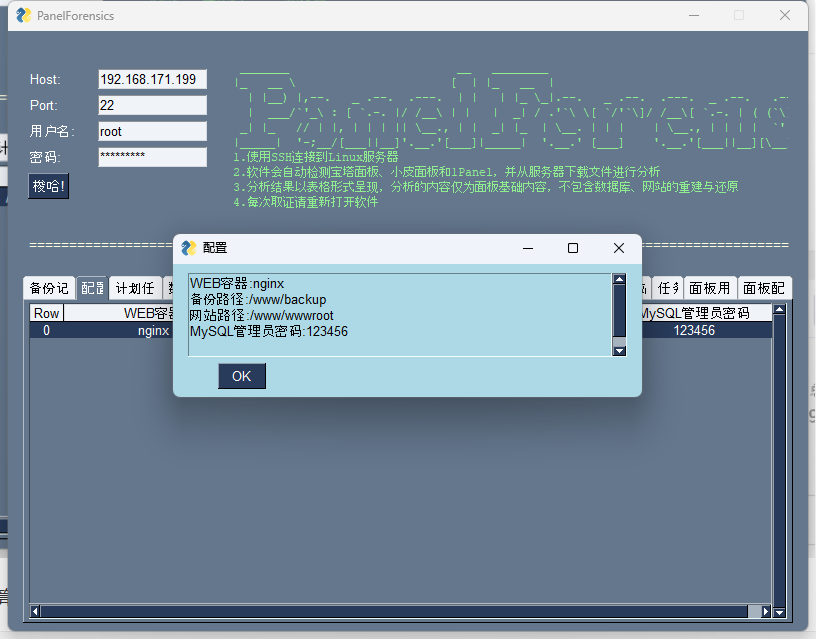 PanelForensics
Host:
192.168.171.199
Port:
22
用户名:
root
密码:
*********
梭哈!
1.使用SSH连接到Linux服务器
2.软件会自动检测宝塔面板、小皮面板和1Panel，并从服务器下载文件进行分析
3.分析结果以表格形式呈现，分析的内容仅为面板基础内容，不包含数据库、网站的重建与还原
4.每次取证请重新打开软件
配置
WEB容器:nginx
备份路径:/www/backup
网站路径:/www/wwwroot
MySQL管理员密码:123456
OK
备份记
配置
计划任
任务
面板用
面板配
Row
WEB容器
MySQL管理员密码
0
nginx
123456